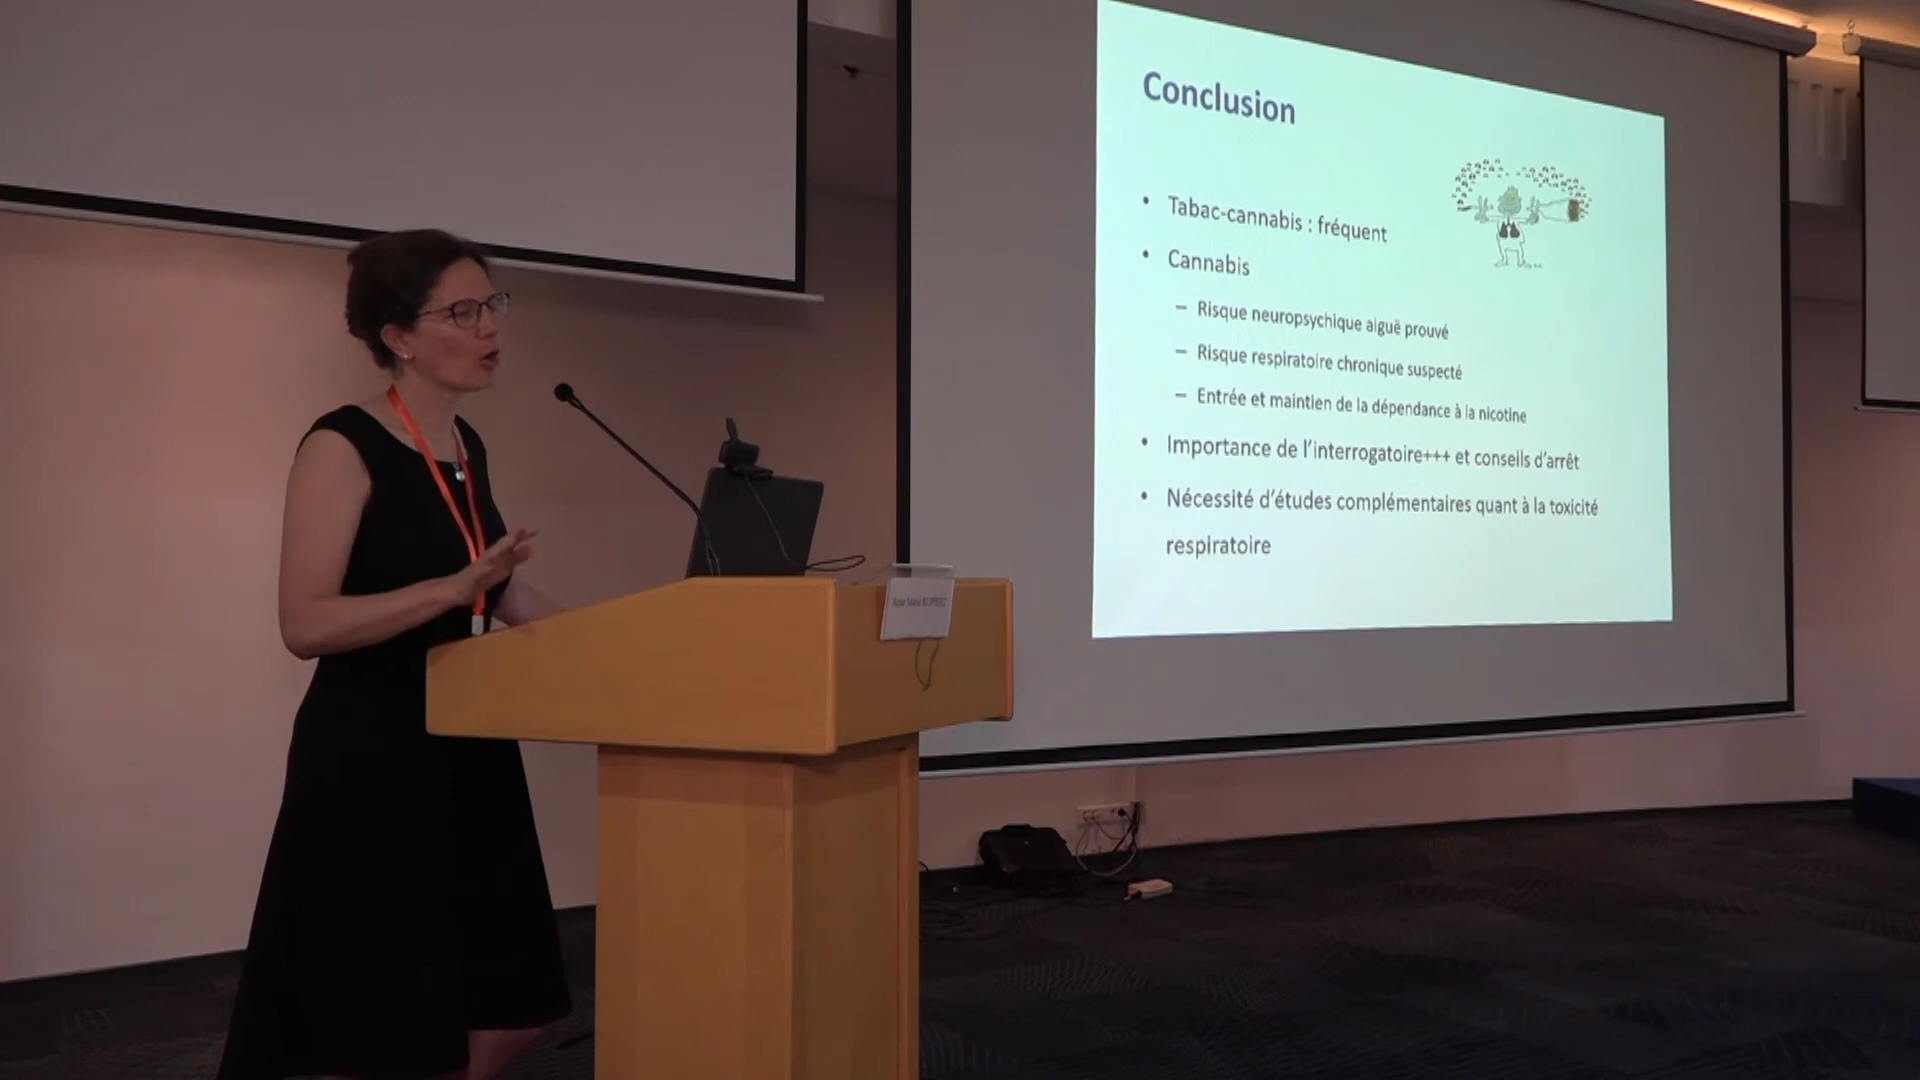 Conclusion
• Tabac-cannabis : fréquent
• Cannabis
– Risque neuropsychique aiguë prouvé
– Risque respiratoire chronique suspecté
– Entrée et maintien de la dépendance à la nicotine
• Importance de l'interrogatoire+++ et conseils d'arrêt
• Nécessité d'études complémentaires quant à la toxicité
respiratoire